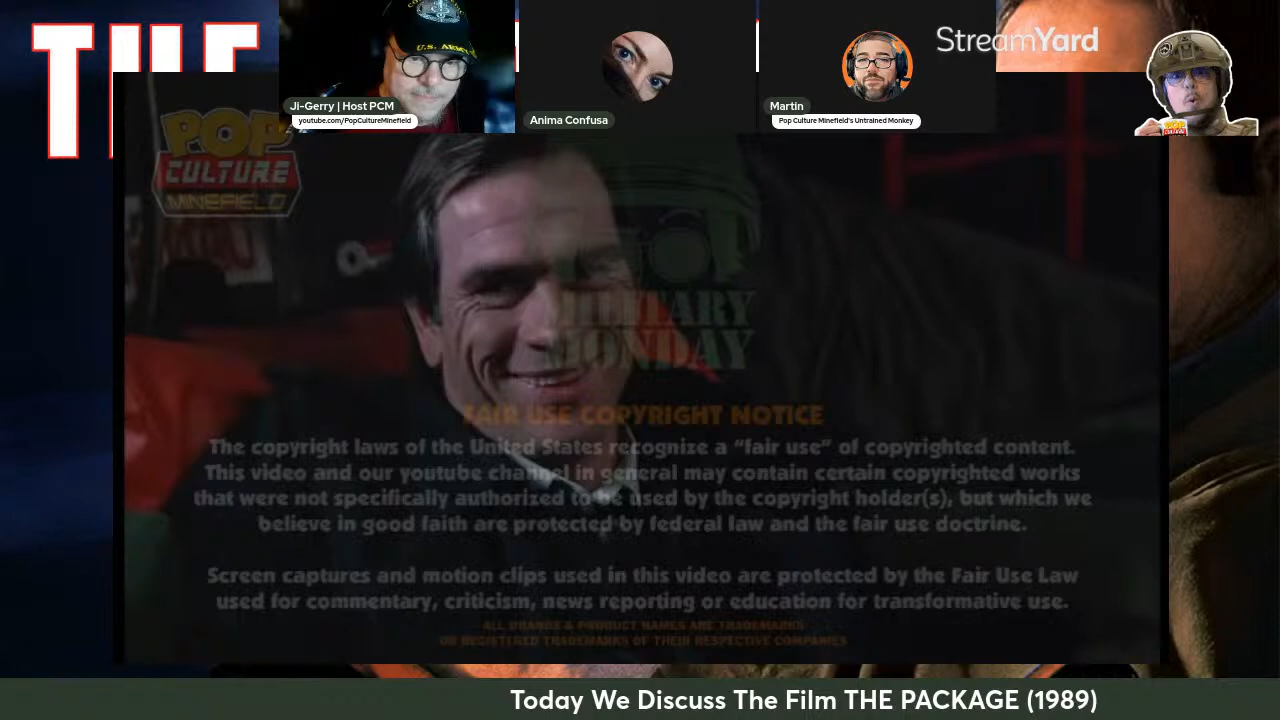 StreamYard
U.S. ARMY
Ji-Gerry | Host PCM
youtube.com/PopCultureMinefield
Anima Confusa
Martin
Pop Culture Minefield's Untrained Monkey
POP
CULTURE
MINEFIELD
MILITARY
MONDAY
FAIR USE COPYRIGHT NOTICE
The copyright laws of the United States recognize a “fair use” of copyrighted content.
This video and our youtube channel in general may contain certain copyrighted works
that were not specifically authorized to be used by the copyright holder(s), but which we
believe in good faith are protected by federal law and the fair use doctrine.
Screen captures and motion clips used in this video are protected by the Fair Use Law
used for commentary, criticism, news reporting or education for transformative use.
ALL BRANDS & PRODUCT NAMES ARE TRADEMARKS
OR REGISTERED TRADEMARKS OF THEIR RESPECTIVE COMPANIES
Today We Discuss The Film THE PACKAGE (1989)